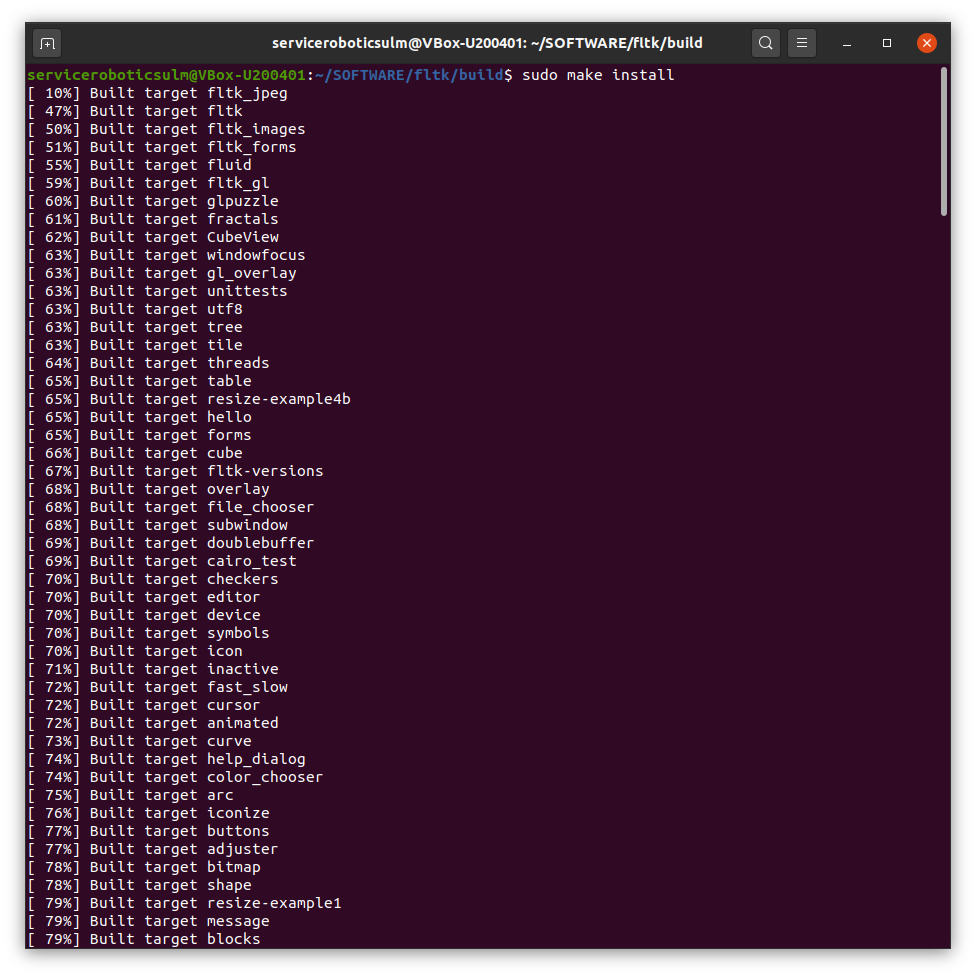 serviceroboticsulm@VBox-U200401: ~/SOFTWARE/fltk/build
serviceroboticsulm@VBox-U200401:~/SOFTWARE/fltk/build$ sudo make install
[ 10%] Built target fltk_jpeg
[ 47%] Built target fltk
[ 50%] Built target fltk_images
[ 51%] Built target fltk_forms
[ 55%] Built target fluid
[ 59%] Built target fltk_gl
[ 60%] Built target glpuzzle
[ 61%] Built target fractals
[ 62%] Built target CubeView
[ 63%] Built target windowfocus
[ 63%] Built target gl_overlay
[ 63%] Built target unittests
[ 63%] Built target utf8
[ 63%] Built target tree
[ 63%] Built target tile
[ 64%] Built target threads
[ 65%] Built target table
[ 65%] Built target resize-example4b
[ 65%] Built target hello
[ 65%] Built target forms
[ 66%] Built target cube
[ 67%] Built target fltk-versions
[ 68%] Built target overlay
[ 68%] Built target file_chooser
[ 68%] Built target subwindow
[ 69%] Built target doublebuffer
[ 69%] Built target cairo_test
[ 70%] Built target checkers
[ 70%] Built target editor
[ 70%] Built target device
[ 70%] Built target symbols
[ 70%] Built target icon
[ 71%] Built target inactive
[ 72%] Built target fast_slow
[ 72%] Built target cursor
[ 72%] Built target animated
[ 73%] Built target curve
[ 74%] Built target help_dialog
[ 74%] Built target color_chooser
[ 75%] Built target arc
[ 76%] Built target iconize
[ 77%] Built target buttons
[ 77%] Built target adjuster
[ 78%] Built target bitmap
[ 78%] Built target shape
[ 79%] Built target resize-example1
[ 79%] Built target message
[ 79%] Built target blocks